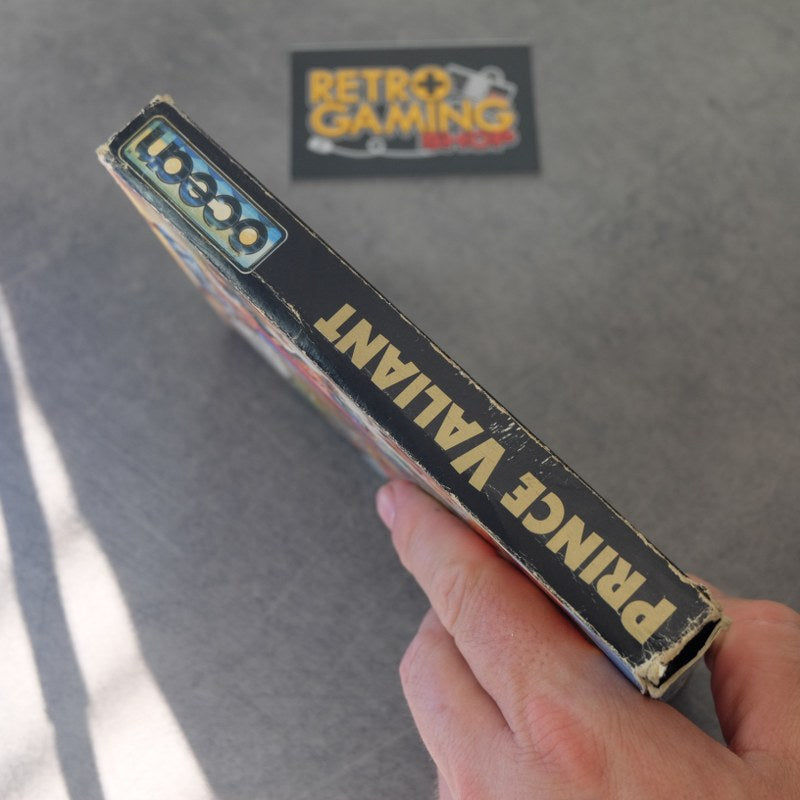 RETRO
GAMING
SHOP
ocean
PRINCE VALIANT